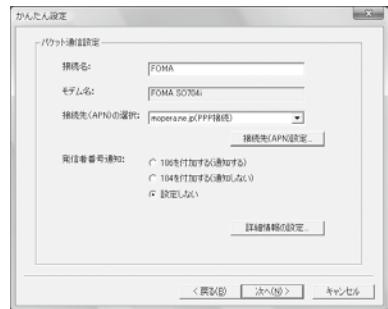 かんたん設定
パケット通信設定
接続名: FOMA
モデム名: FOMA SO704i
接続先(APN)の選択: mopera.ne.jp(PPP接続)
接続先(APN)設定...
発信者番号通知: 186を付加する(通知する)
184を付加する(通知しない)
設定しない
詳細情報の設定...
< 戻る(B) 次へ(N) > キャンセル